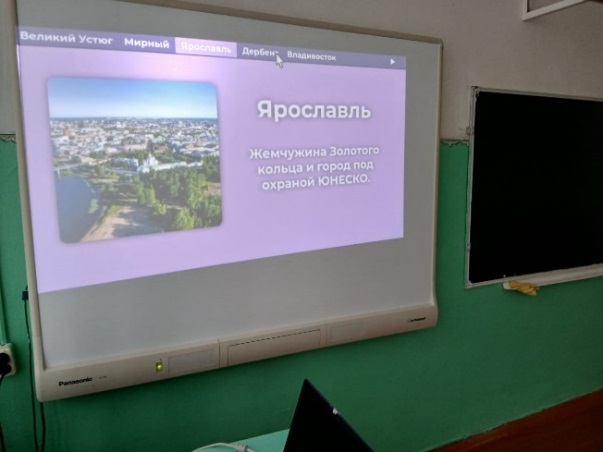 Великий Устюг Мирный Ярославль Дербент Владивосток
Ярославль
Жемчужина Золотого
кольца и город под
охраной ЮНЕСКО.
Panasonic